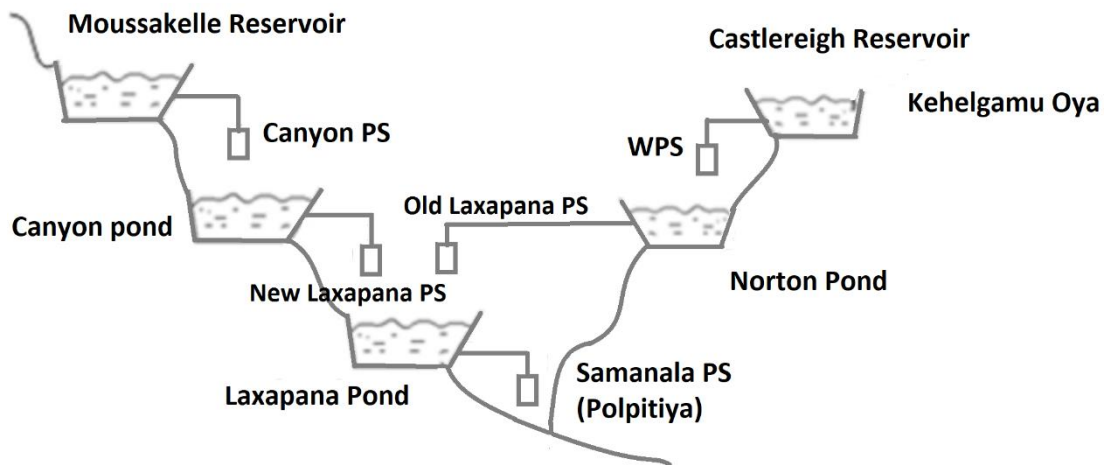 Moussakelle Reservoir
Castlereigh Reservoir
Kehelgamu Oya
Canyon PS
WPS
Old Laxapana PS
Canyon pond
Norton Pond
New Laxapana PS
Samanala PS
(Polpitiya)
Laxapana Pond